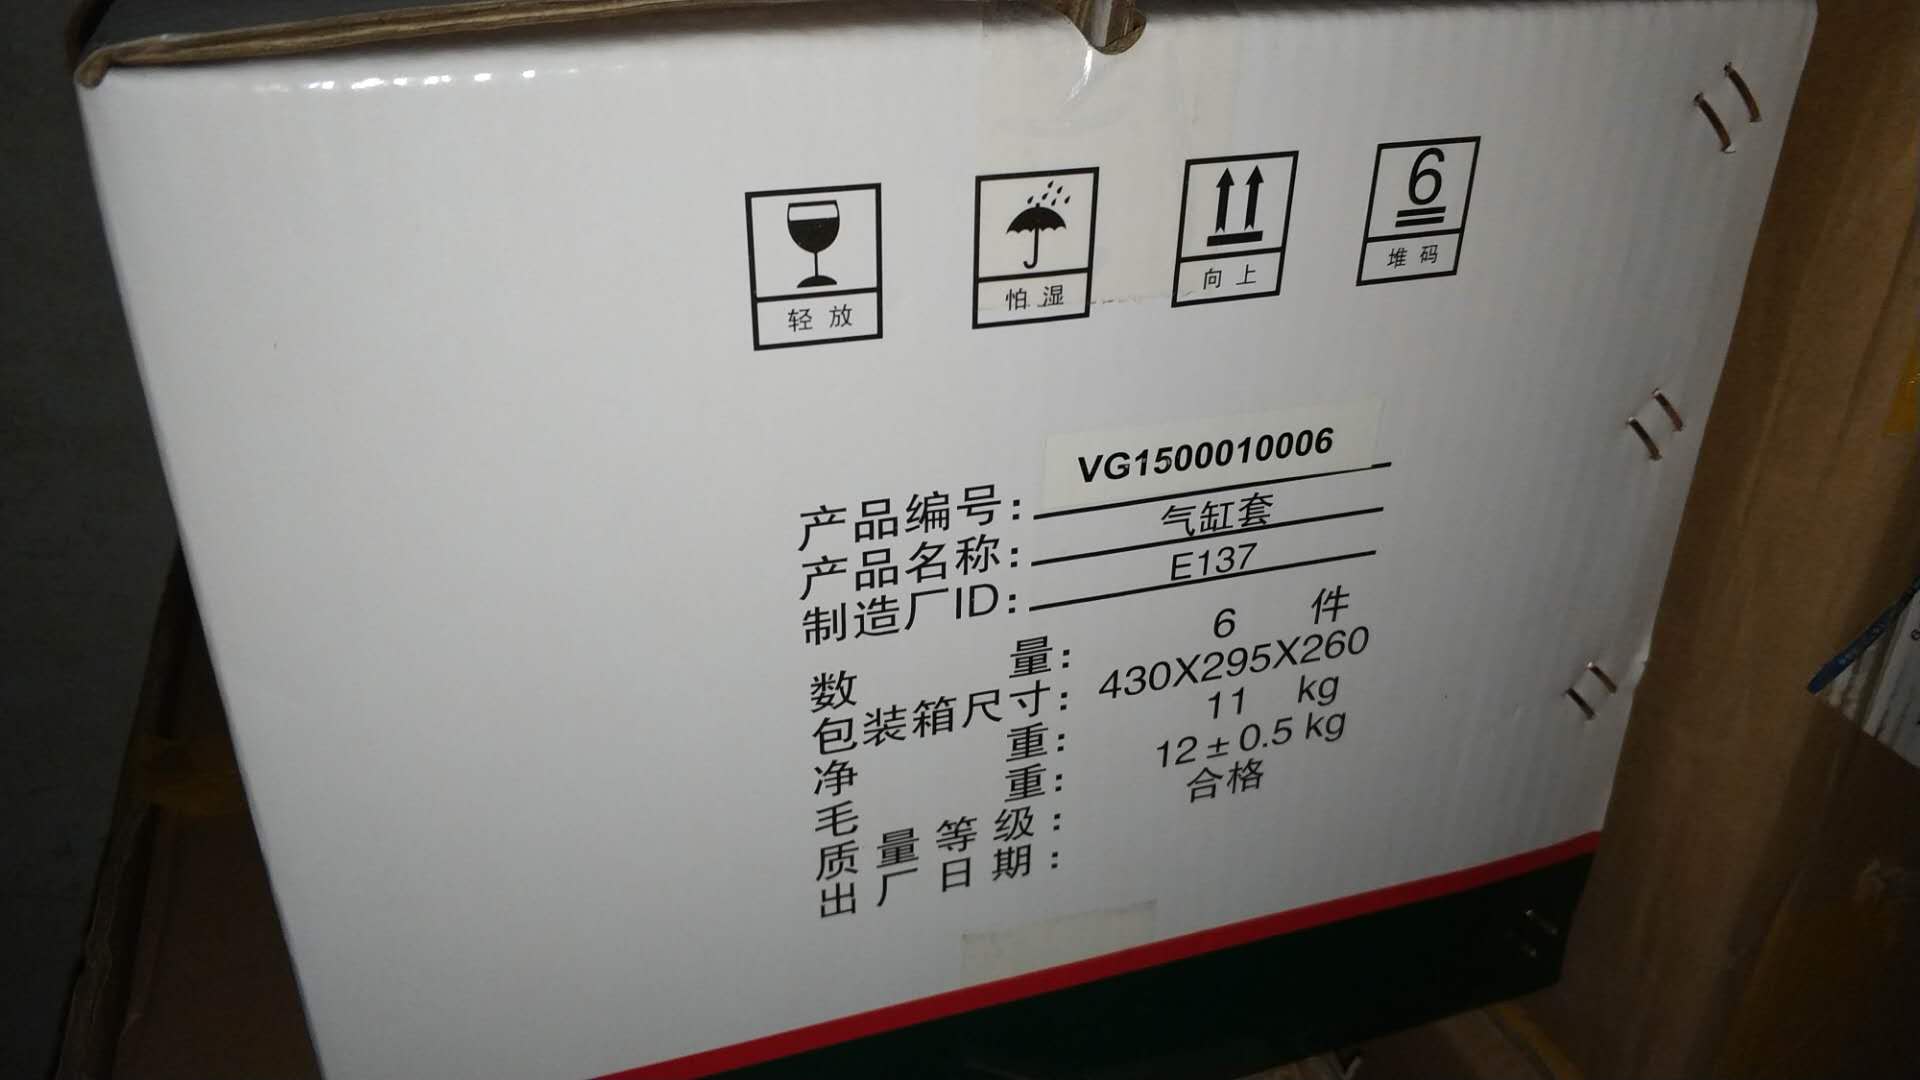 轻放
怕湿
向上
6
堆码
产品编号: VG1500010006
产品名称: 气缸套
制造厂ID: E137
数量: 6 件
包装箱尺寸: 430X295X260
净重: 11 kg
毛重: 12±0.5 kg
质量等级: 合格
出厂日期: